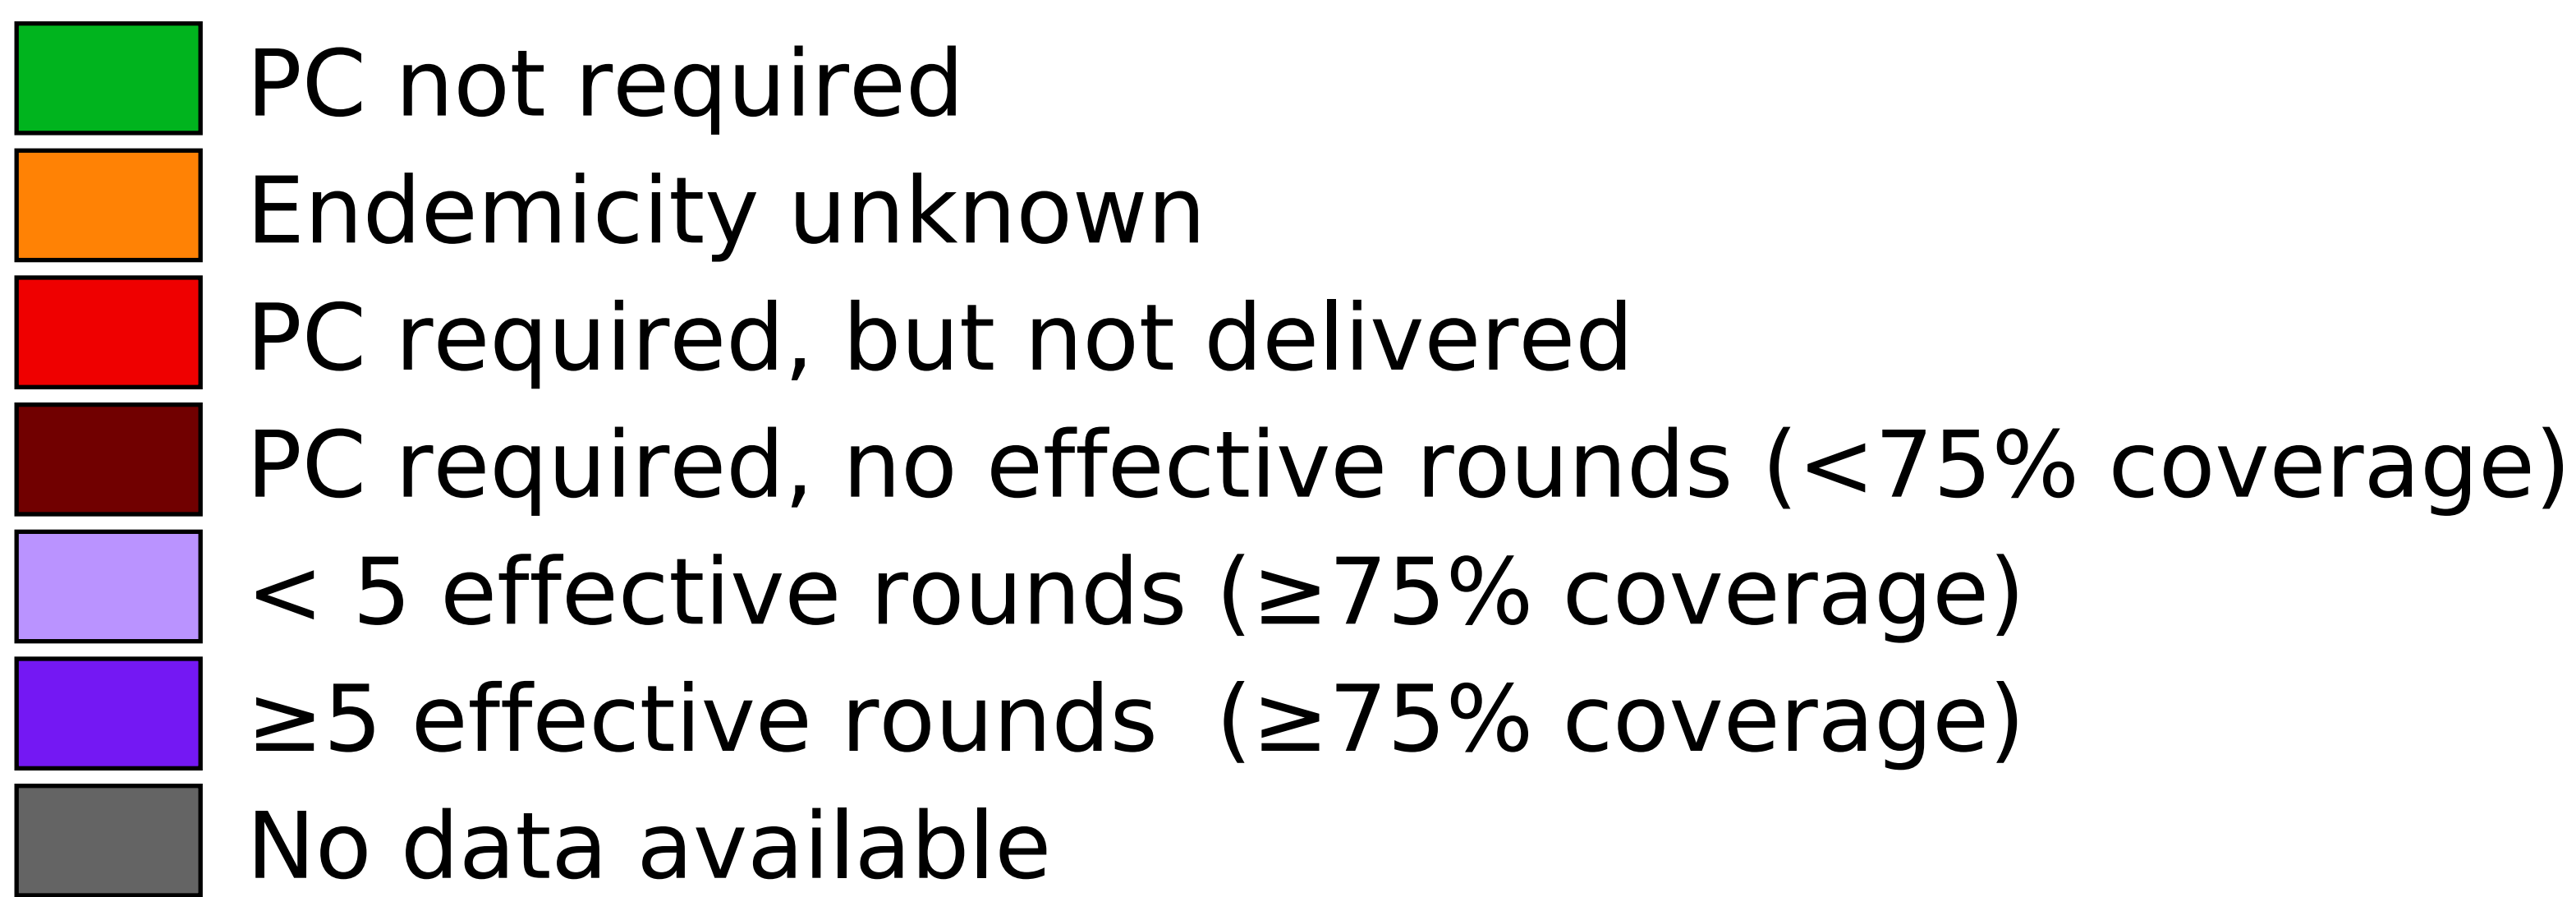 PC not required
Endemicity unknown
PC required, but not delivered
PC required, no effective rounds (<75% coverage)
< 5 effective rounds (≥75% coverage)
≥5 effective rounds  (≥75% coverage)
No data available